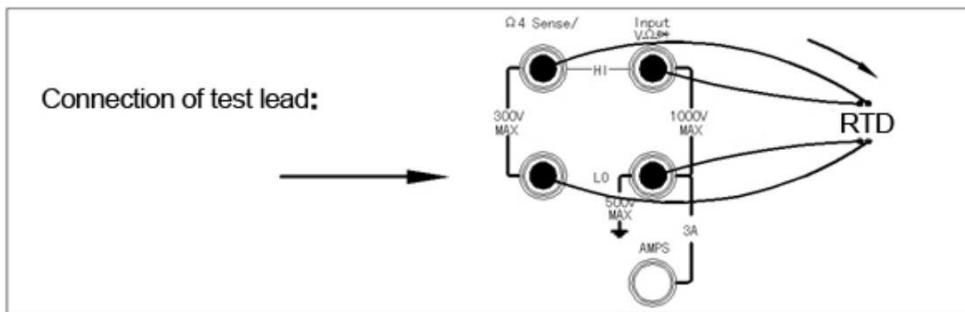 Ω4 Sense/
Input
VΩ
HI
Connection of test lead:
300V
MAX
1000V
MAX
RTD
LO
500V
MAX
3A
AMPS